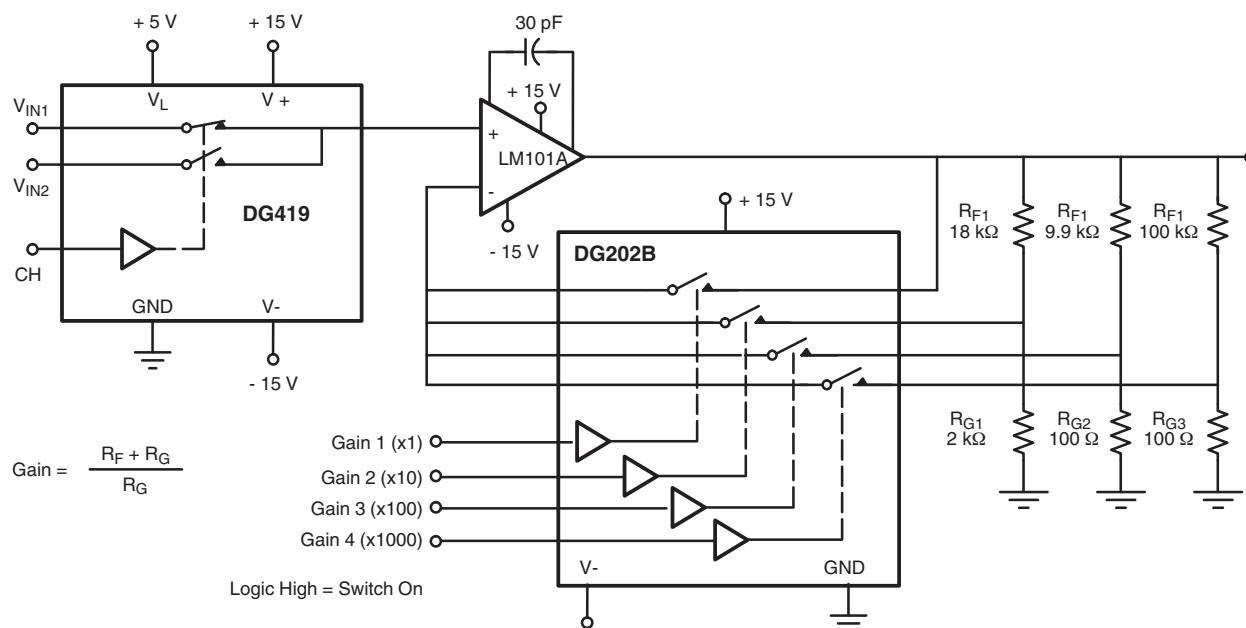 + 5 V
+ 15 V
30 pF
V_L
V +
+ 15 V
V_IN1
+
LM101A
V_IN2
-
DG419
- 15 V
+ 15 V
CH
GND
V-
- 15 V
DG202B
R_F1
18 kΩ
R_F1
9.9 kΩ
R_F1
100 kΩ
R_G1
2 kΩ
R_G2
100 Ω
R_G3
100 Ω
Gain = R_F + R_G
R_G
Gain 1 (x1)
Gain 2 (x10)
Gain 3 (x100)
Gain 4 (x1000)
V-
GND
Logic High = Switch On